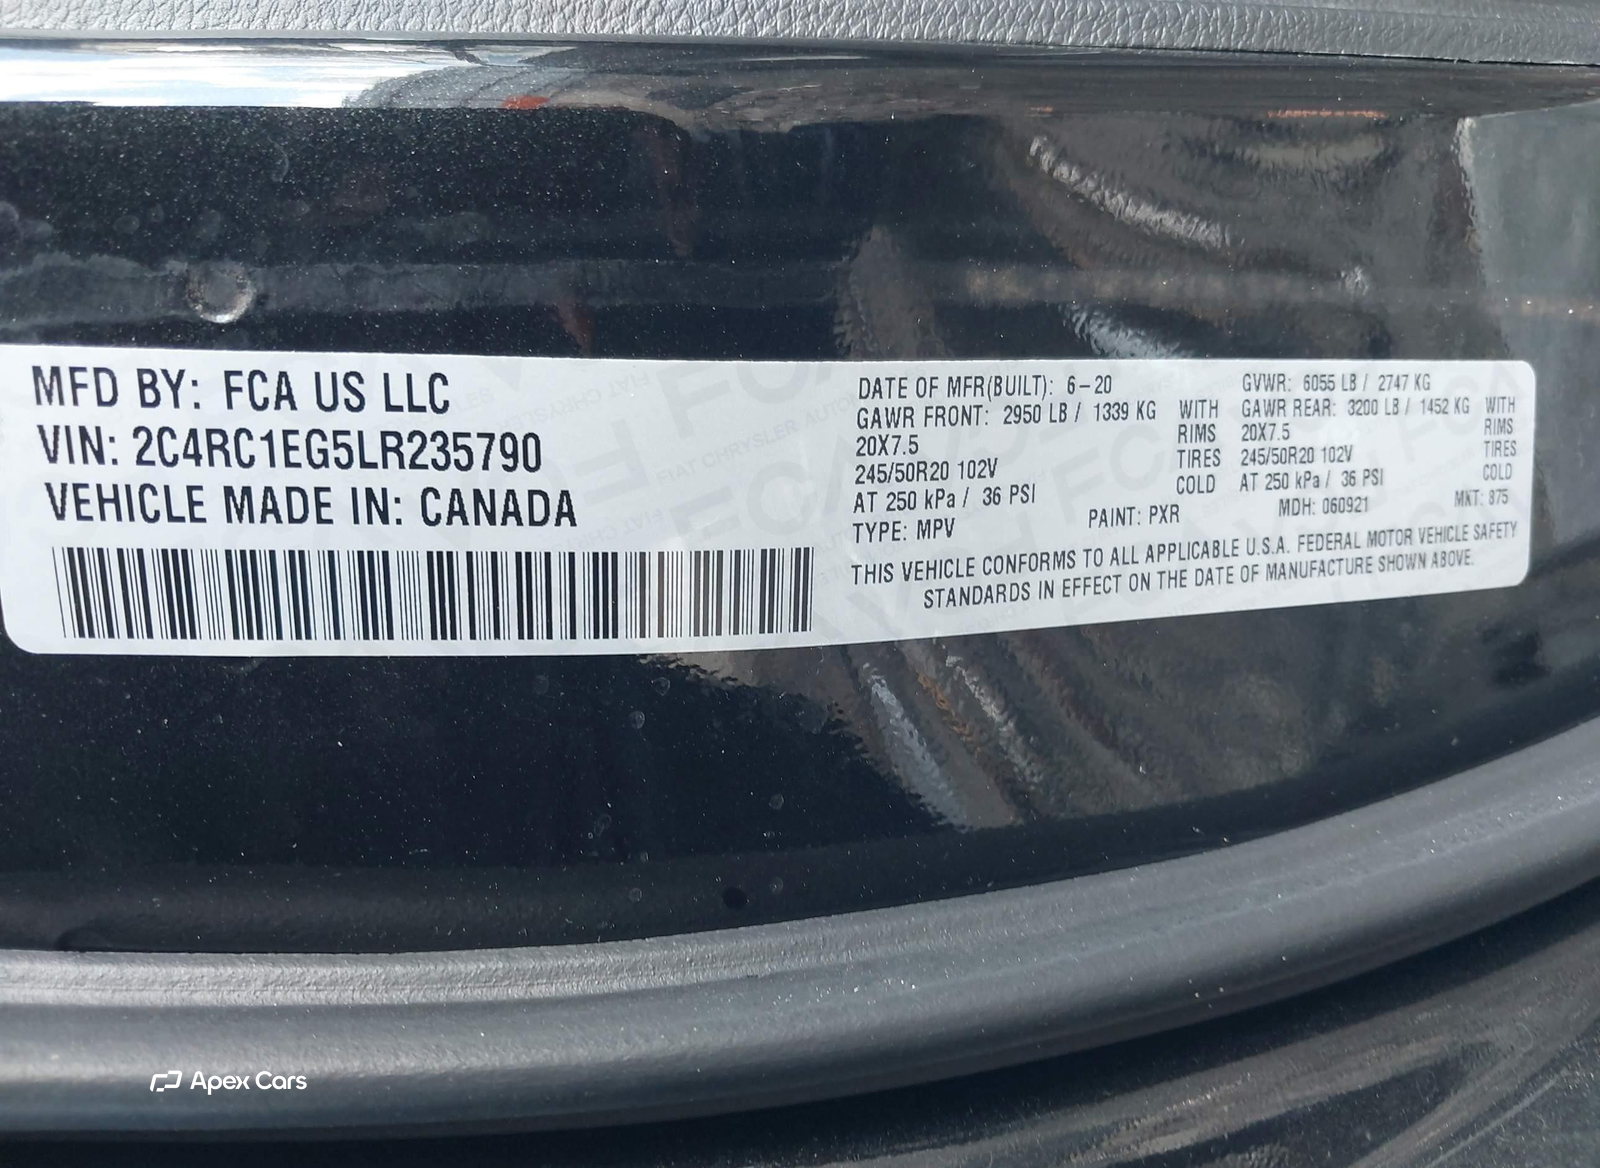 MFD BY: FCA US LLC
VIN: 2C4RC1EG5LR235790
VEHICLE MADE IN: CANADA
DATE OF MFR(BUILT): 6-20
GAWR FRONT: 2950 LB / 1339 KG WITH
20X7.5 RIMS
245/50R20 102V TIRES
AT 250 kPa / 36 PSI COLD
TYPE: MPV PAINT: PXR
GVWR: 6055 LB / 2747 KG
GAWR REAR: 3200 LB / 1452 KG WITH
20X7.5 RIMS
245/50R20 102V TIRES
AT 250 kPa / 36 PSI COLD
MDH: 060921 MKT: 875
THIS VEHICLE CONFORMS TO ALL APPLICABLE U.S.A. FEDERAL MOTOR VEHICLE SAFETY
STANDARDS IN EFFECT ON THE DATE OF MANUFACTURE SHOWN ABOVE.
Apex Cars